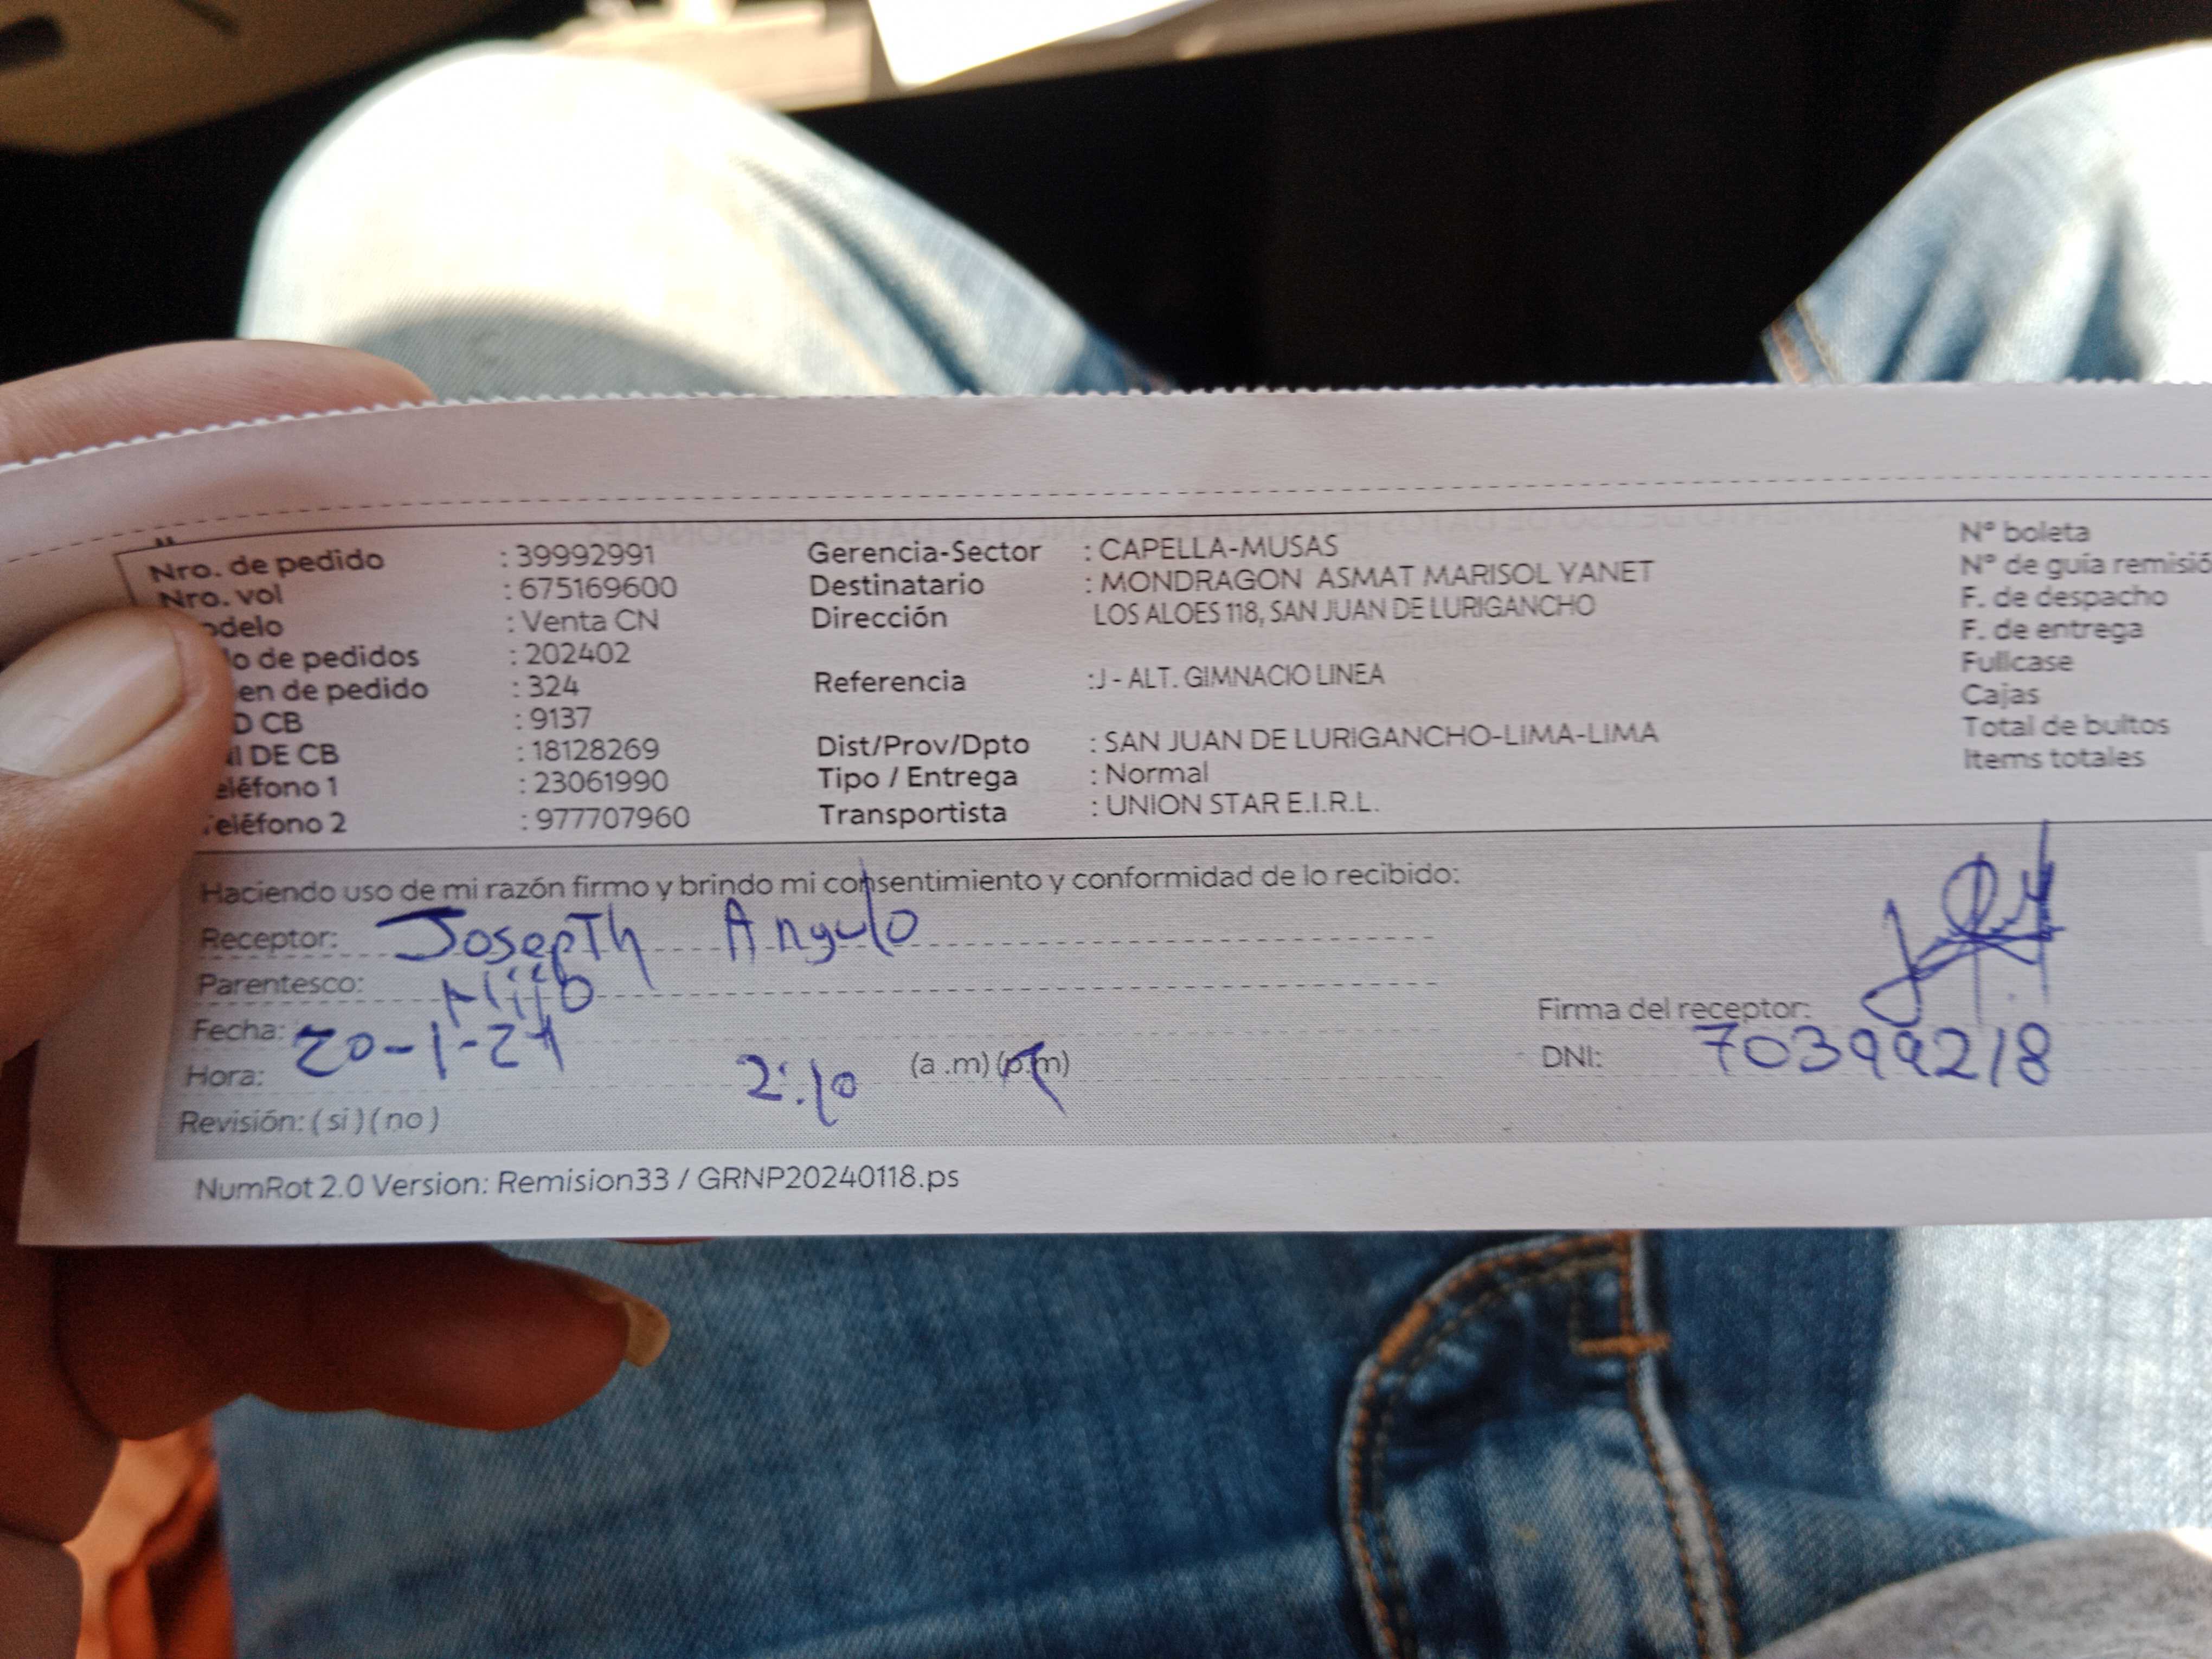 Nro. de pedido : 39992991 Gerencia-Sector : CAPELLA-MUSAS N° boleta
Nro. vol : 675169600 Destinatario : MONDRAGON ASMAT MARISOL YANET N° de guía remisió
odelo : Venta CN Dirección LOS ALOES 118, SAN JUAN DE LURIGANCHO F. de despacho
lo de pedidos : 202402 F. de entrega
en de pedido : 324 Referencia :J - ALT. GIMNACIO LINEA Fullcase
D CB : 9137 Cajas
NI DE CB : 18128269 Dist/Prov/Dpto : SAN JUAN DE LURIGANCHO-LIMA-LIMA Total de bultos
eléfono 1 : 23061990 Tipo / Entrega : Normal Items totales
eléfono 2 : 977707960 Transportista : UNION STAR E.I.R.L.
Haciendo uso de mi razón firmo y brindo mi consentimiento y conformidad de lo recibido:
Receptor: JosepTh Angulo
Parentesco: Hijo
Firma del receptor:
Fecha: 20-1-24
Hora: 2:10 (a .m) (p.m) DNI: 70399218
Revisión: ( si ) ( no )
NumRot 2.0 Version: Remision33 / GRNP20240118.ps